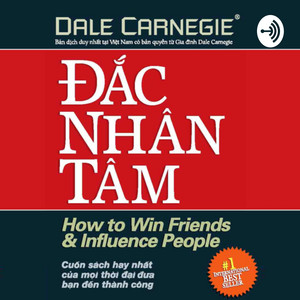 DALE CARNEGIE®
Bản dịch duy nhất tại Việt Nam có bản quyền từ Gia đình Dale Carnegie
ĐẮC
NHÂN
TÂM
How to Win Friends
& Influence People
Cuốn sách hay nhất
của mọi thời đại đưa
bạn đến thành công
#1
INTERNATIONAL
BEST
SELLER